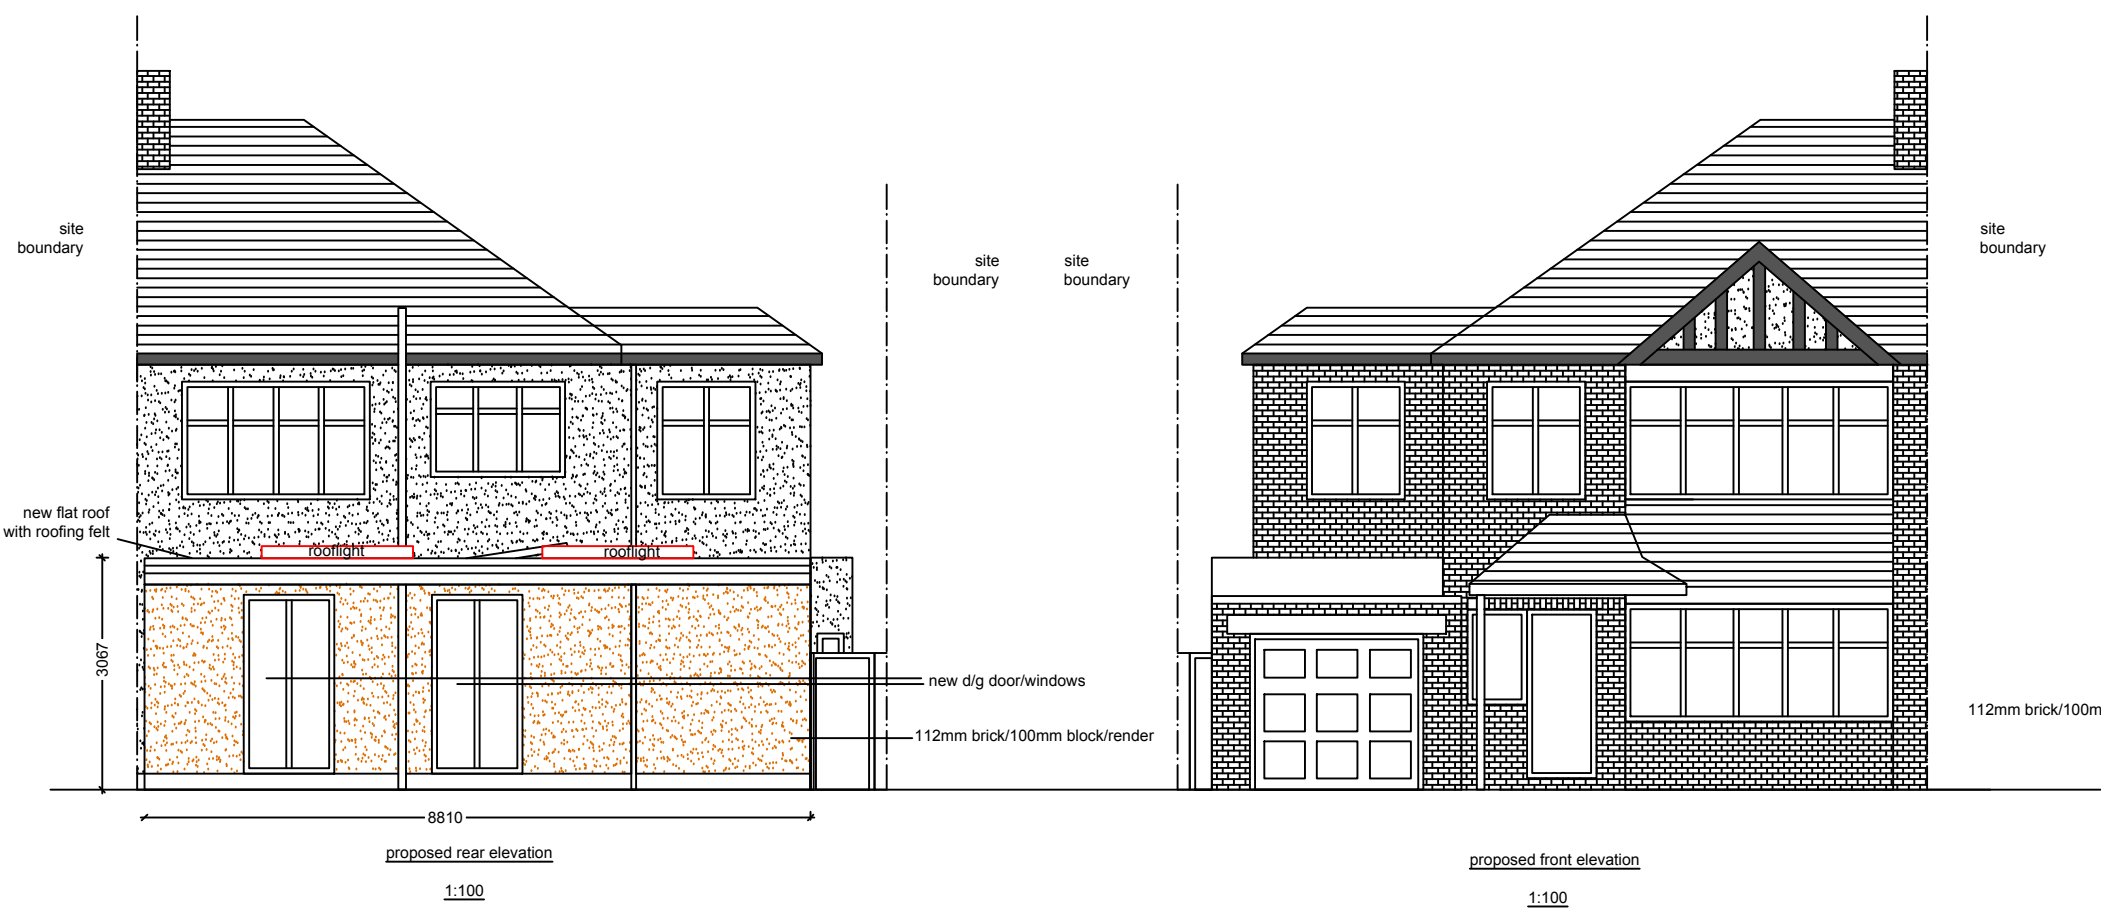 site
boundary
site
boundary
site
boundary
site
boundary
new flat roof
with roofing felt
rooflight
rooflight
3067
new d/g door/windows
112mm brick/100mm block/render
112mm brick/100m
8810
proposed rear elevation
1:100
proposed front elevation
1:100